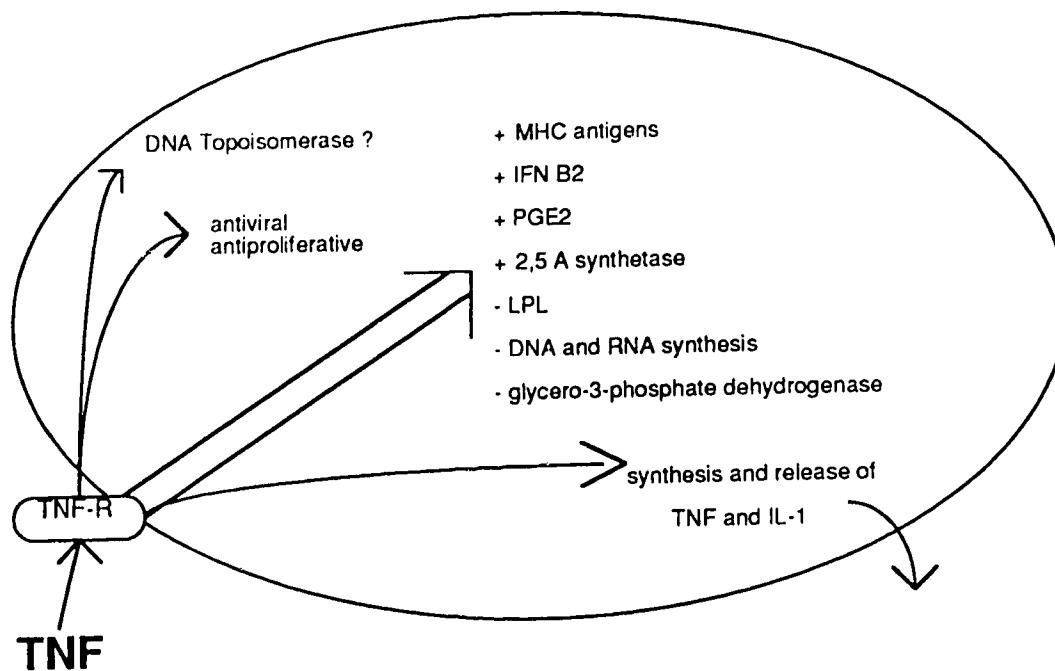 DNA Topoisomerase ?
antiviral
antiproliferative
+ MHC antigens
+ IFN B2
+ PGE2
+ 2,5 A synthetase
- LPL
- DNA and RNA synthesis
- glycero-3-phosphate dehydrogenase
synthesis and release of
TNF and IL-1
TNF-R
TNF